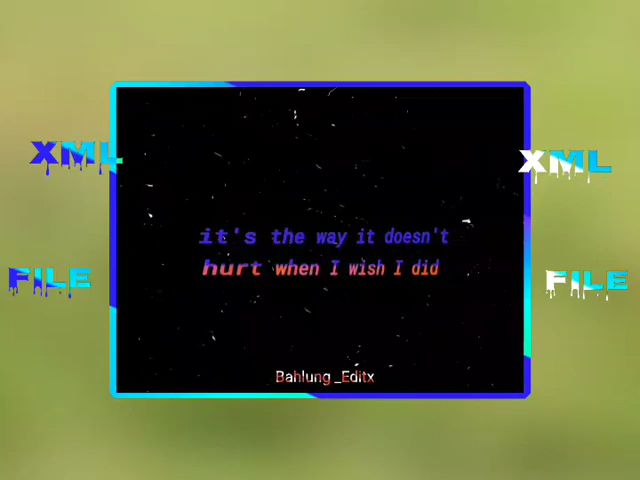 XML
XML
it's the way it doesn't
hurt when I wish I did
FILE
FILE
Bahlung_Editx